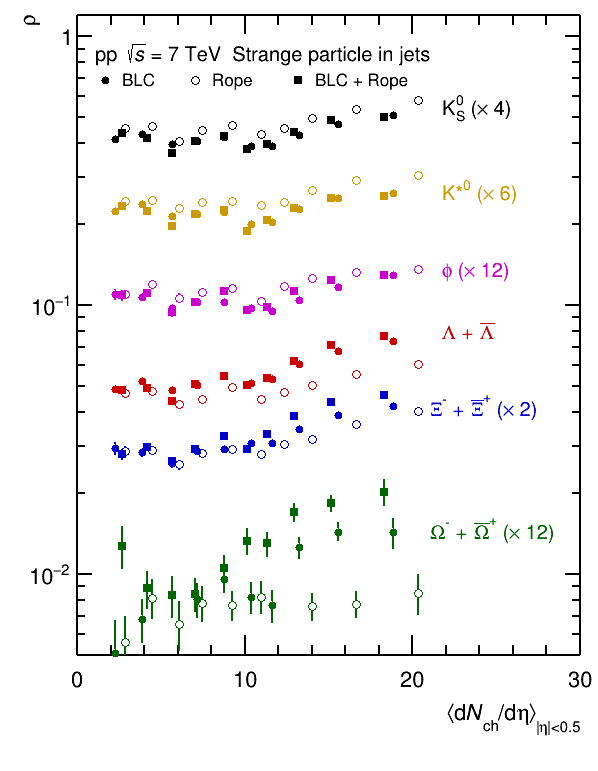 ρ
1
pp √s = 7 TeV Strange particle in jets
BLC Rope BLC + Rope
K⁰S (× 4)
K*⁰ (× 6)
ϕ (× 12)
10⁻¹
Λ + Λ̅
Ξ⁻ + Ξ̅⁺ (× 2)
Ω⁻ + Ω̅⁺ (× 12)
10⁻²
0 10 20 30
⟨dNch/dη⟩|η|<0.5